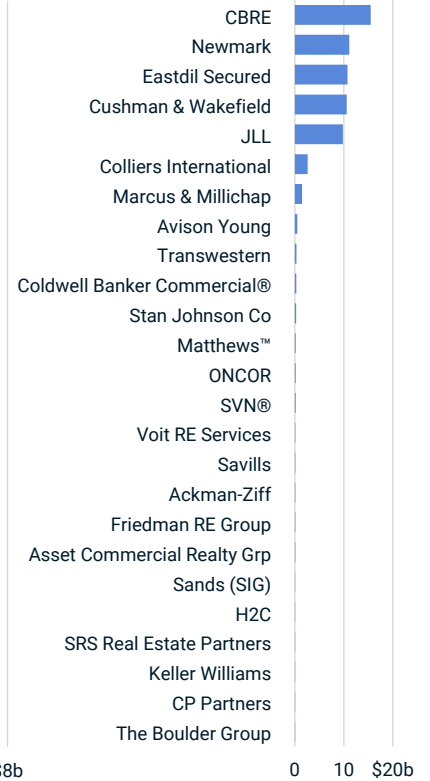 CBRE
Newmark
Eastdil Secured
Cushman & Wakefield
JLL
Colliers International
Marcus & Millichap
Avison Young
Transwestern
Coldwell Banker Commercial®
Stan Johnson Co
Matthews™
ONCOR
SVN®
Voit RE Services
Savills
Ackman-Ziff
Friedman RE Group
Asset Commercial Realty Grp
Sands (SIG)
H2C
SRS Real Estate Partners
Keller Williams
CP Partners
The Boulder Group
$8b 0 10 $20b